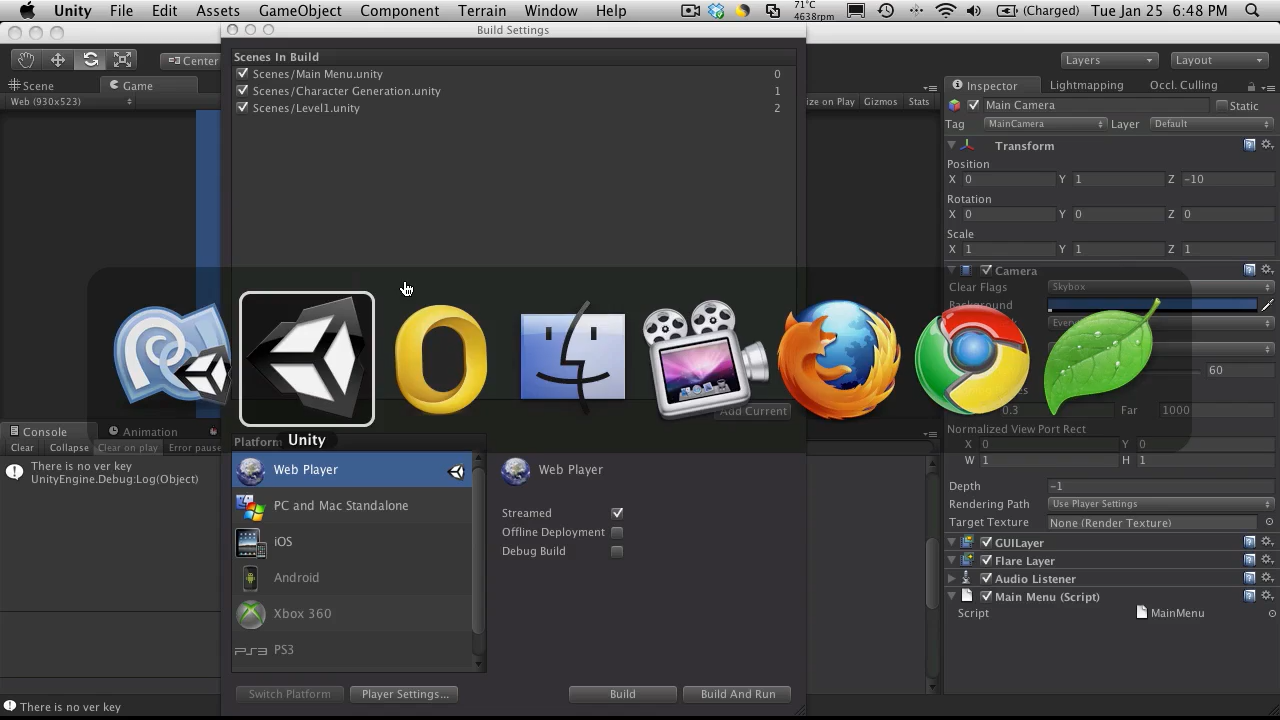 Unity File Edit Assets GameObject Component Terrain Window Help 71°C 4638rpm (Charged) Tue Jan 25 6:48 PM
Build Settings
Center
Layers
Layout
Scene
Game
Web (930x523)
Gizmos
Stats
Scenes In Build
Scenes/Main Menu.unity 0
Scenes/Character Generation.unity 1
Scenes/Level1.unity 2
Inspector
Lightmapping
Occl. Culling
Main Camera
Static
Tag MainCamera Layer Default
Transform
Position
X 0 Y 1 Z -10
Rotation
X 0 Y 0 Z 0
Scale
X 1 Y 1 Z 1
Camera
Clear Flags Skybox
Background
60
0.3 Far 1000
Normalized View Port Rect
X 0 Y 0
W 1 H 1
Depth -1
Rendering Path Use Player Settings
Target Texture None (Render Texture)
GUILayer
Flare Layer
Audio Listener
Main Menu (Script)
Script MainMenu
Add Current
Unity
Console
Animation
Clear Collapse Clear on play Error pause
There is no ver key
UnityEngine.Debug:Log(Object)
Platform
Web Player
PC and Mac Standalone
iOS
Android
Xbox 360
PS3
Web Player
Streamed
Offline Deployment
Debug Build
Switch Platform
Player Settings...
Build
Build And Run
There is no ver key